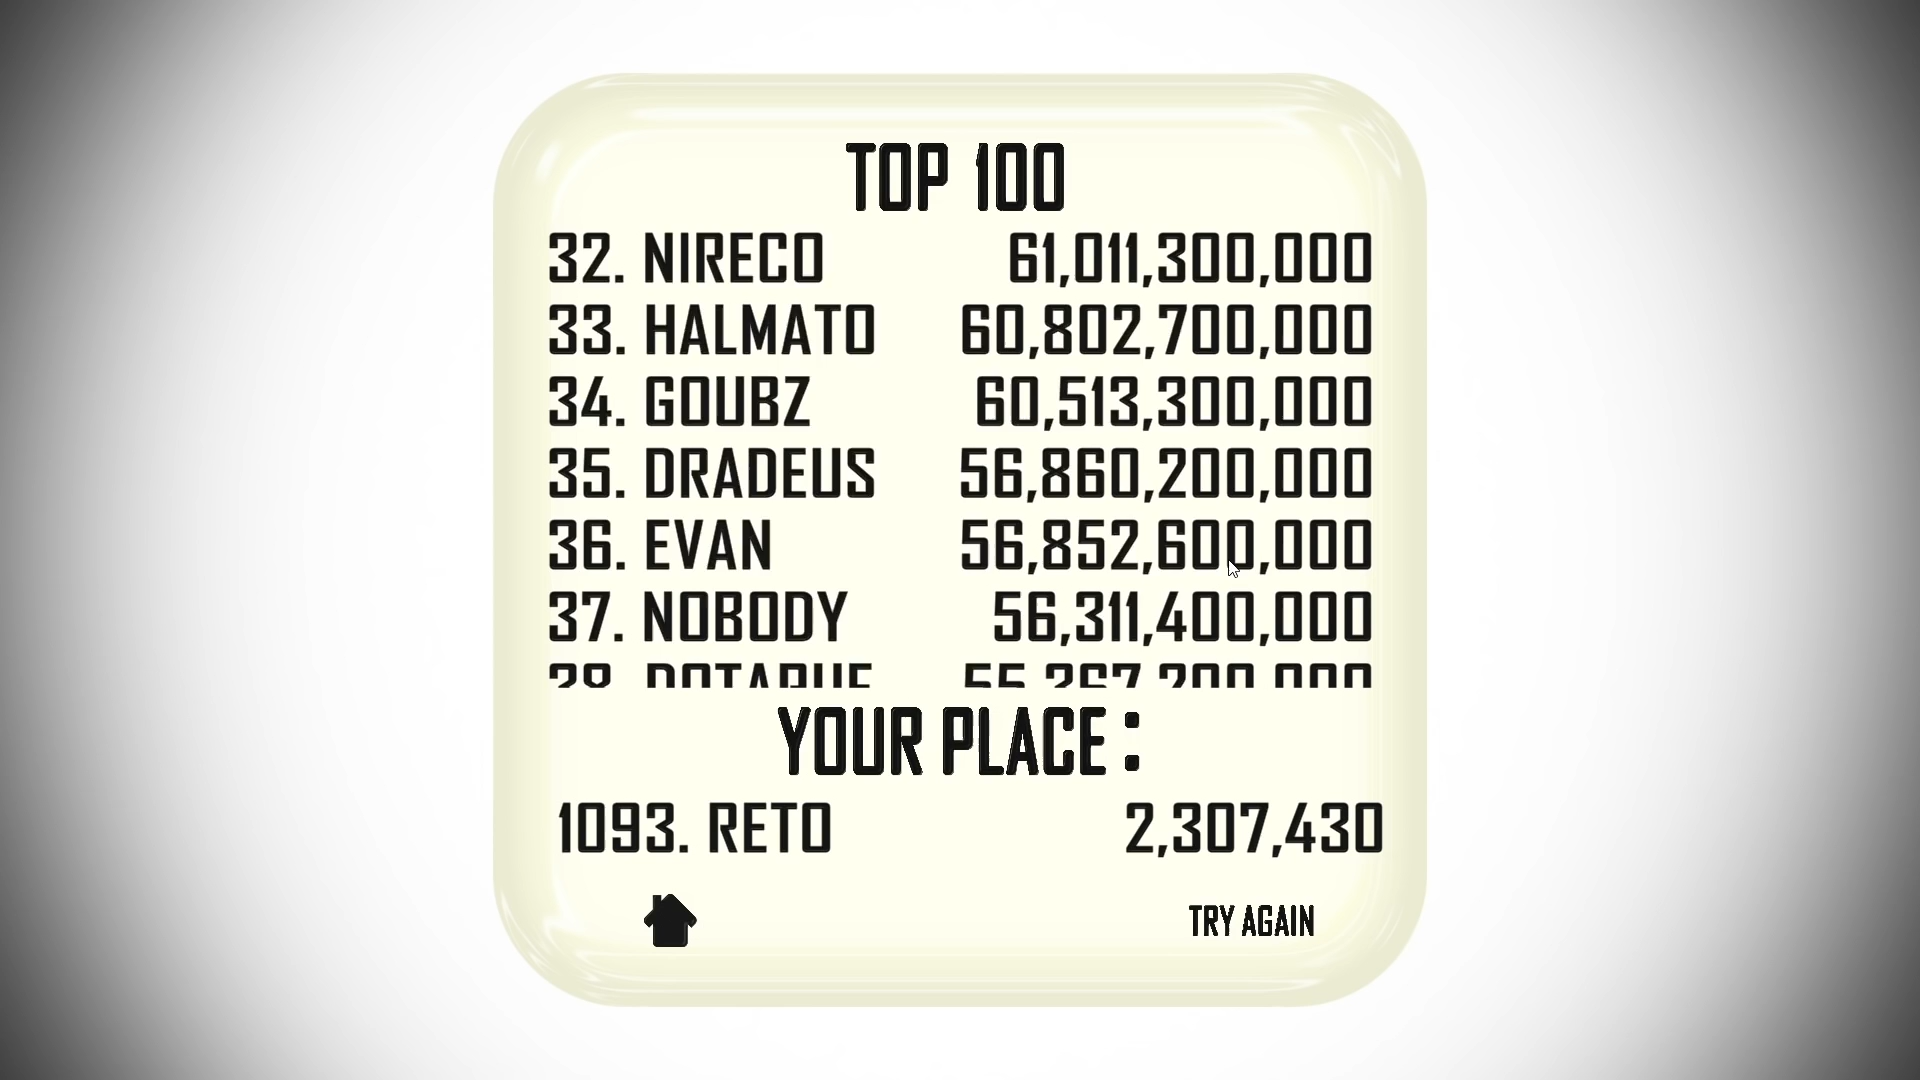 TOP 100
32. NIRECO 61,011,300,000
33. HALMATO 60,802,700,000
34. GOUBZ 60,513,300,000
35. DRADEUS 56,860,200,000
36. EVAN 56,852,600,000
37. NOBODY 56,311,400,000
38.
YOUR PLACE :
1093. RETO 2,307,430
TRY AGAIN